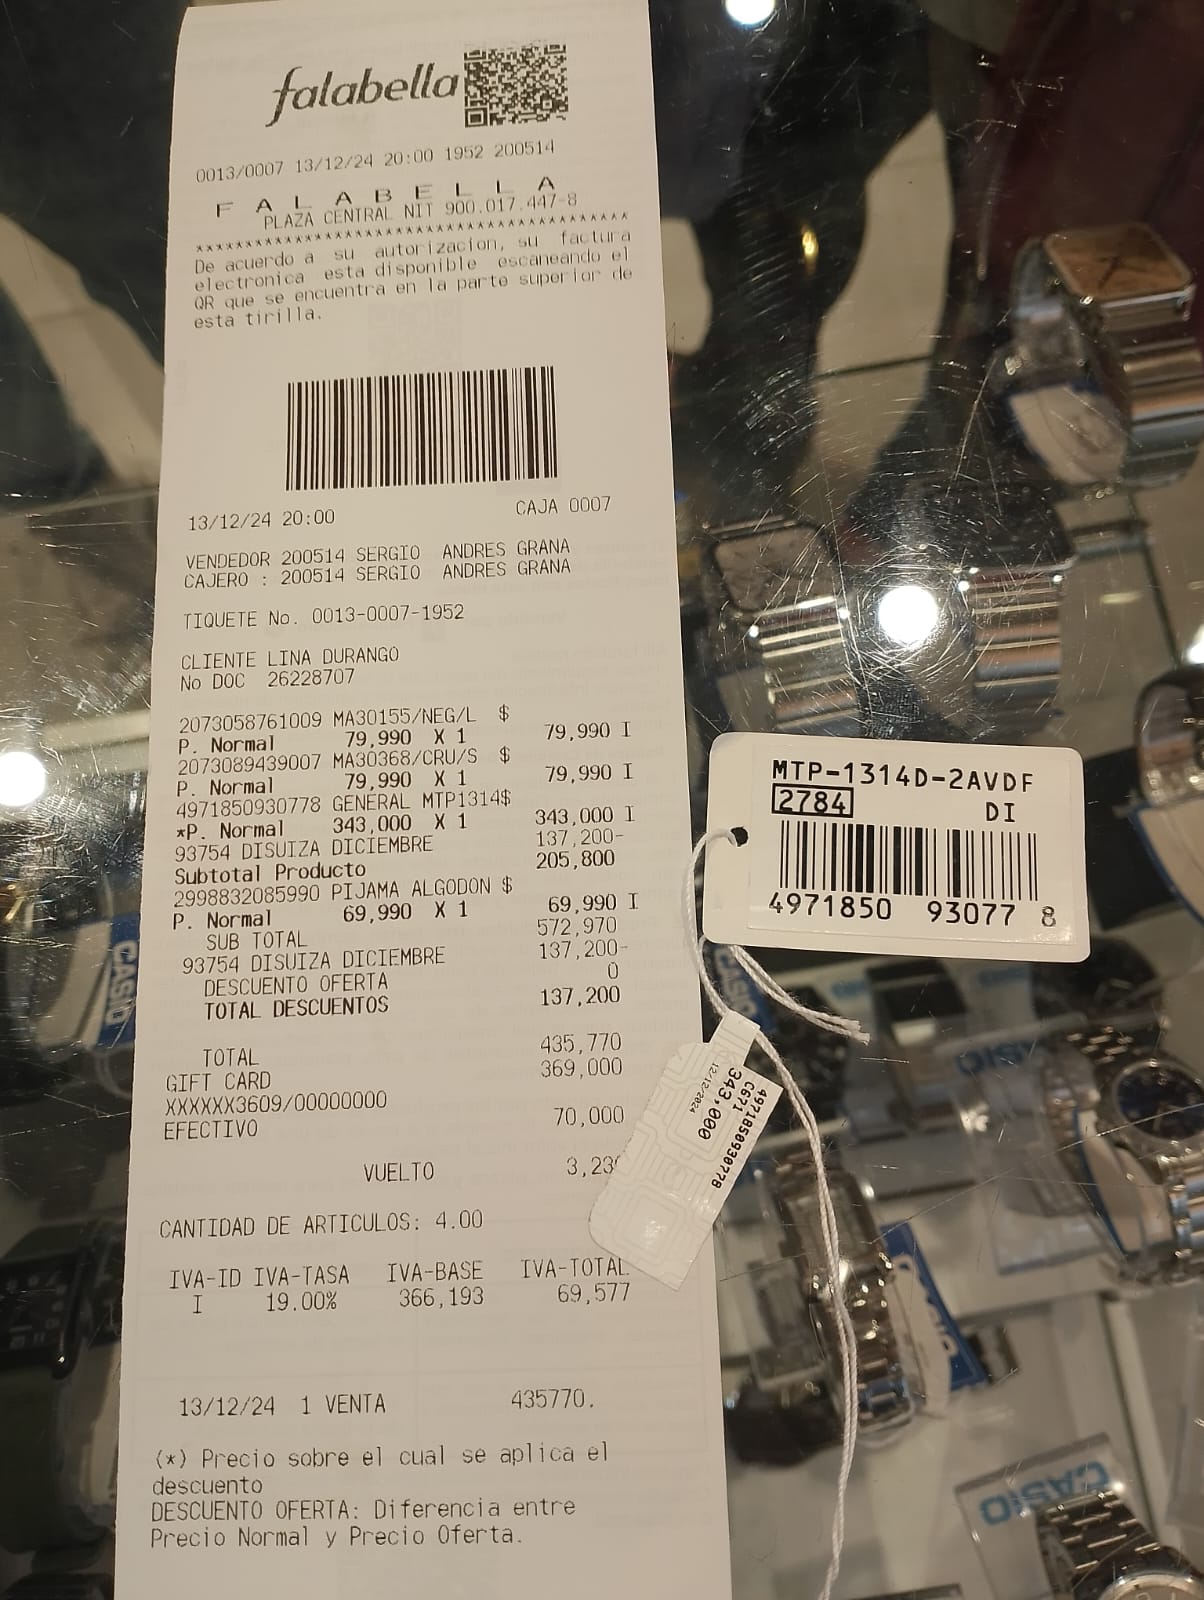 falabella
0013/0007 13/12/24 20:00 1952 200514
F A L A B E L L A
PLAZA CENTRAL NIT 900.017.447-8
De acuerdo a su autorizacion, su factura
electronica esta disponible escaneando el
QR que se encuentra en la parte superior de
esta tirilla.
13/12/24 20:00 CAJA 0007
VENDEDOR 200514 SERGIO ANDRES GRANA
CAJERO : 200514 SERGIO ANDRES GRANA
TIQUETE No. 0013-0007-1952
CLIENTE LINA DURANGO
No DOC 26228707
2073058761009 MA30155/NEG/L $
P. Normal 79,990 X 1 79,990 I
2073089439007 MA30368/CRU/S $
P. Normal 79,990 X 1 79,990 I
4971850930778 GENERAL MTP1314$
*P. Normal 343,000 X 1 343,000 I
93754 DISUIZA DICIEMBRE 137,200-
Subtotal Producto 205,800
2998832085990 PIJAMA ALGODON $
P. Normal 69,990 X 1 69,990 I
SUB TOTAL 572,970
93754 DISUIZA DICIEMBRE 137,200-
DESCUENTO OFERTA 0
TOTAL DESCUENTOS 137,200
TOTAL 435,770
GIFT CARD 369,000
XXXXXX3609/00000000
EFECTIVO 70,000
VUELTO 3,23
CANTIDAD DE ARTICULOS: 4.00
IVA-ID IVA-TASA IVA-BASE IVA-TOTAL
I 19.00% 366,193 69,577
13/12/24 1 VENTA 435770.
(*) Precio sobre el cual se aplica el
descuento
DESCUENTO OFERTA: Diferencia entre
Precio Normal y Precio Oferta.
MTP-1314D-2AVDF
2784 DI
4971850 93077 8
4971850930778
C671
343,000
12/12/2024
CASIO
CASIO
CASIO
CASIO
CASIO